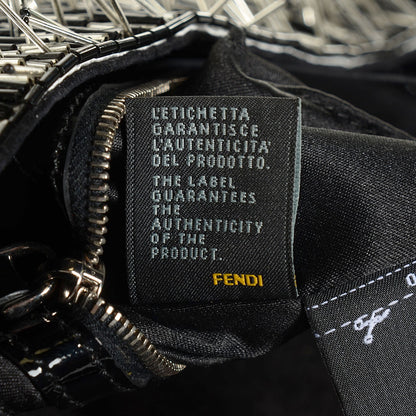 L'ETICHETTA
GARANTISCE
L'AUTENTICITA'
DEL PRODOTTO.
THE LABEL
GUARANTEES
THE
AUTHENTICITY
OF THE
PRODUCT.
FENDI